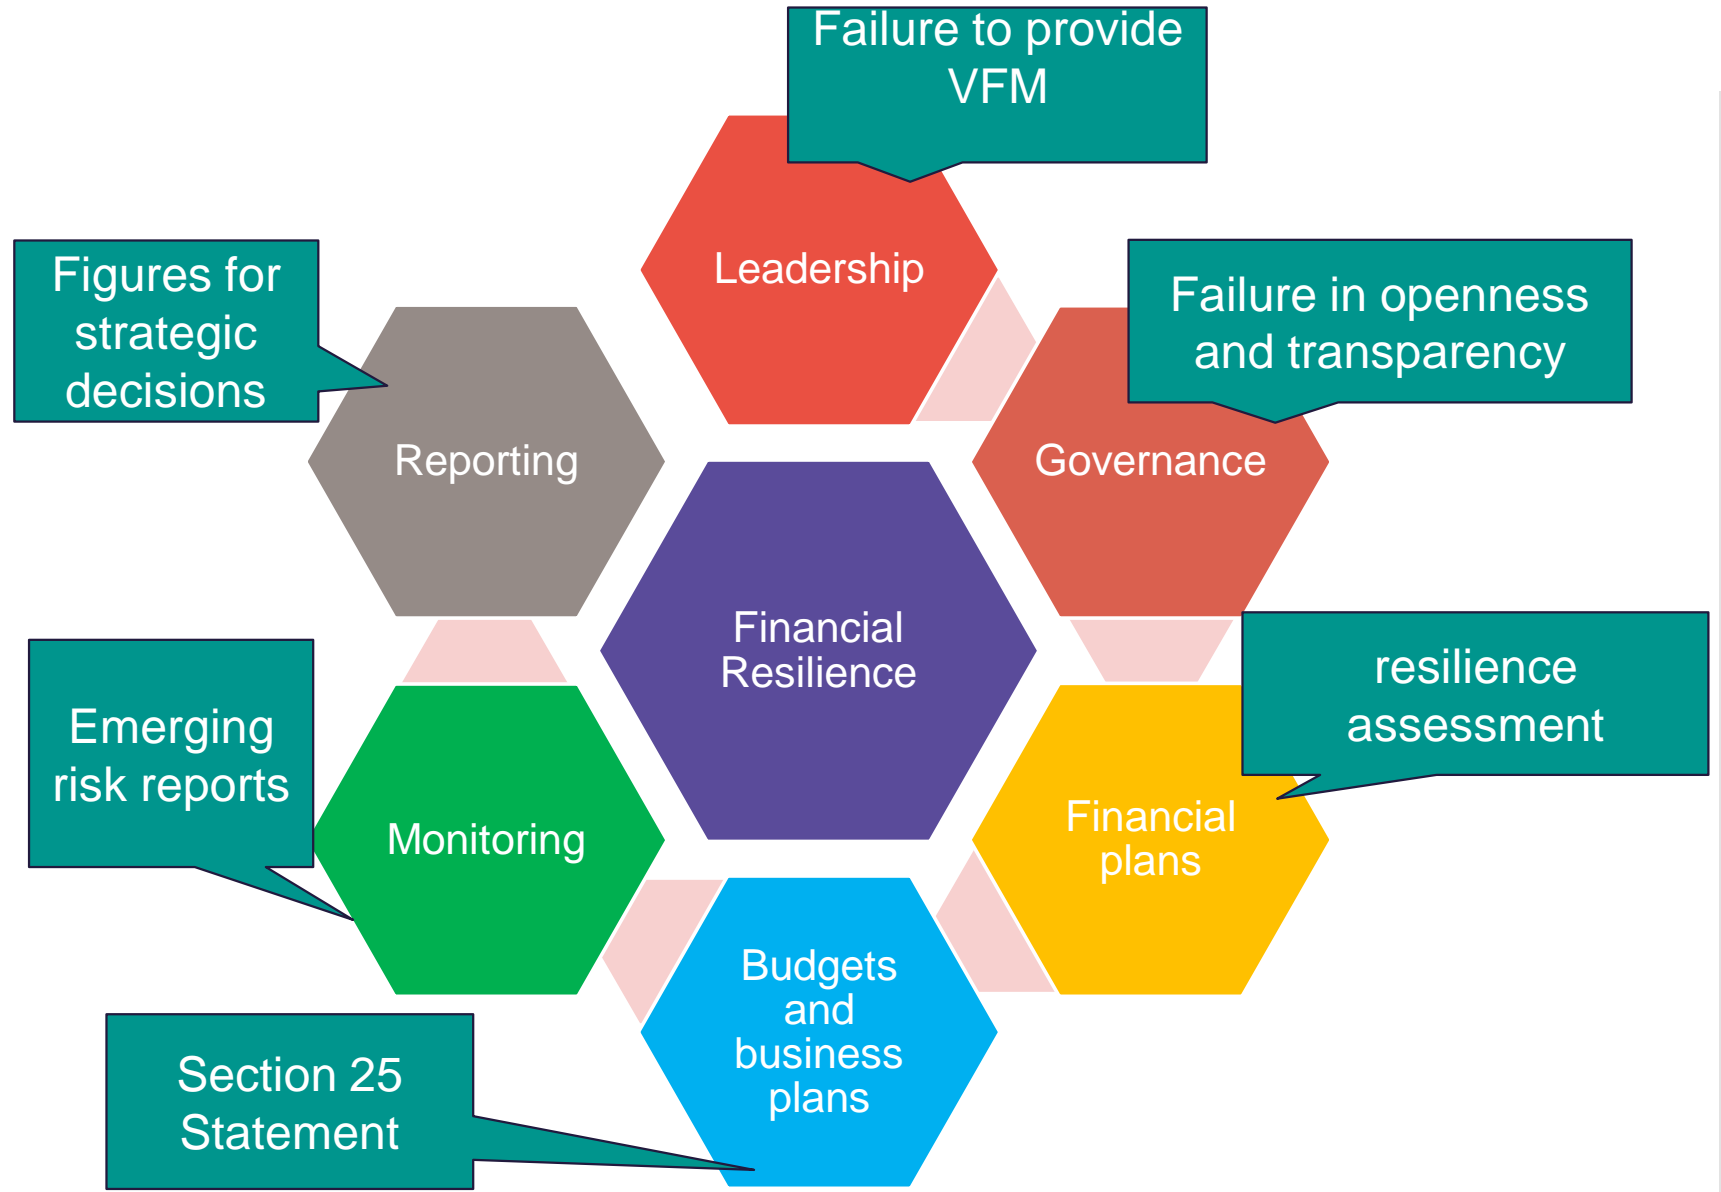 Failure to provide
VFM
Leadership
Figures for
strategic
decisions
Failure in openness
and transparency
Reporting
Governance
Financial
Resilience
resilience
assessment
Emerging
risk reports
Monitoring
Financial
plans
Budgets
and
business
plans
Section 25
Statement